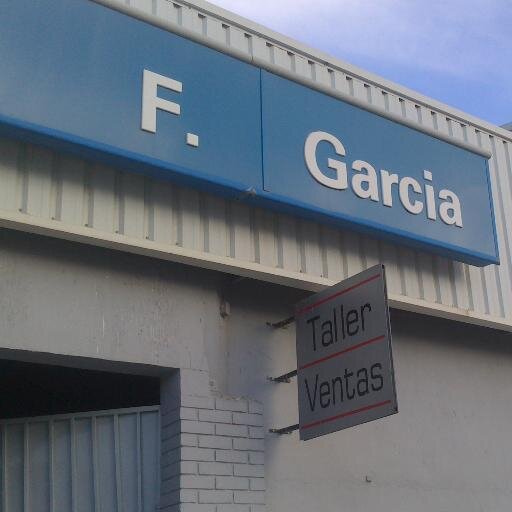 F. Garcia
Taller
Ventas